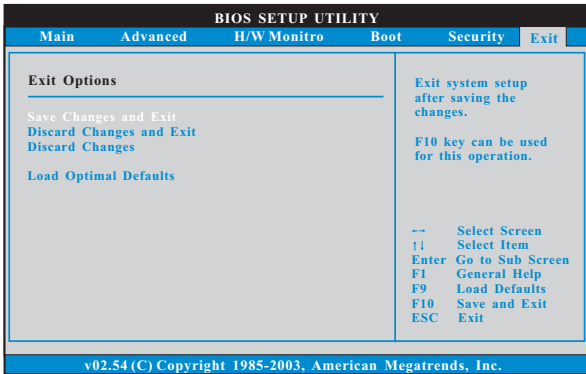 BIOS SETUP UTILITY
Main Advanced H/W Monitro Boot Security Exit
Exit Options
Save Changes and Exit
Discard Changes and Exit
Discard Changes
Load Optimal Defaults
Exit system setup
after saving the
changes.
F10 key can be used
for this operation.
←→ Select Screen
↑↓ Select Item
Enter Go to Sub Screen
F1 General Help
F9 Load Defaults
F10 Save and Exit
ESC Exit
v02.54 (C) Copyright 1985-2003, American Megatrends, Inc.